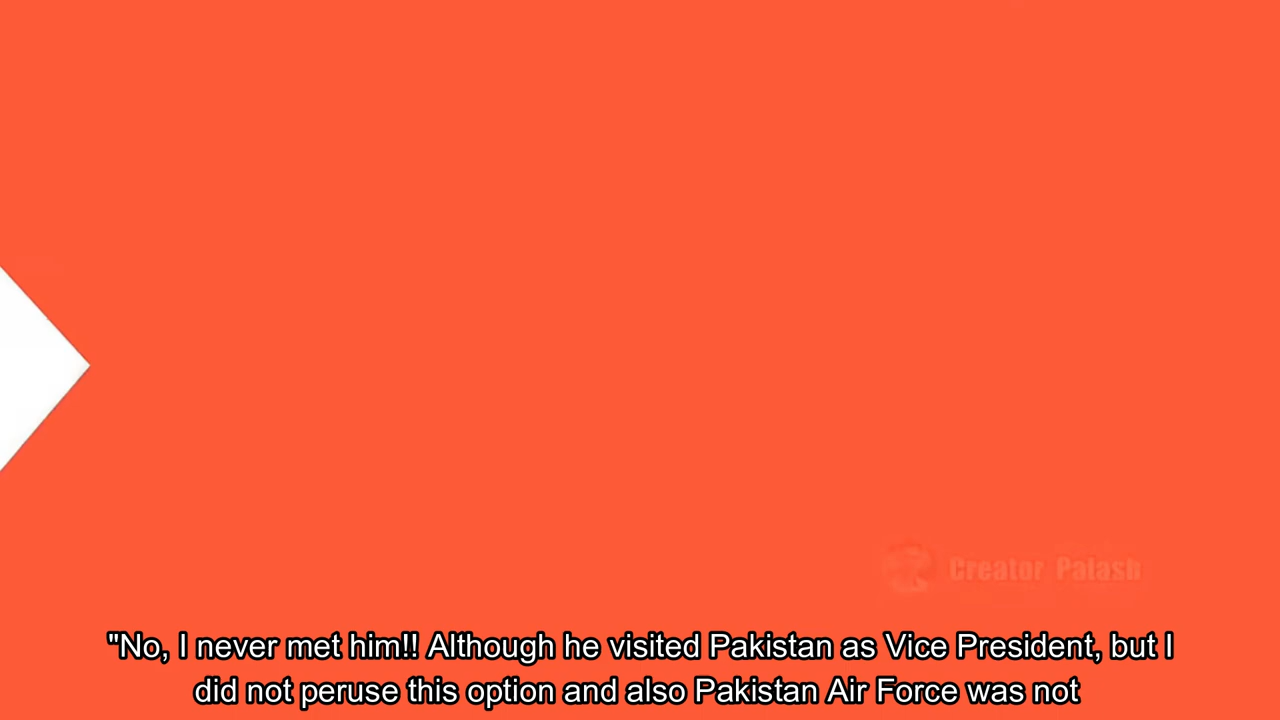 Creator Palash
"No, I never met him!! Although he visited Pakistan as Vice President, but I
did not peruse this option and also Pakistan Air Force was not